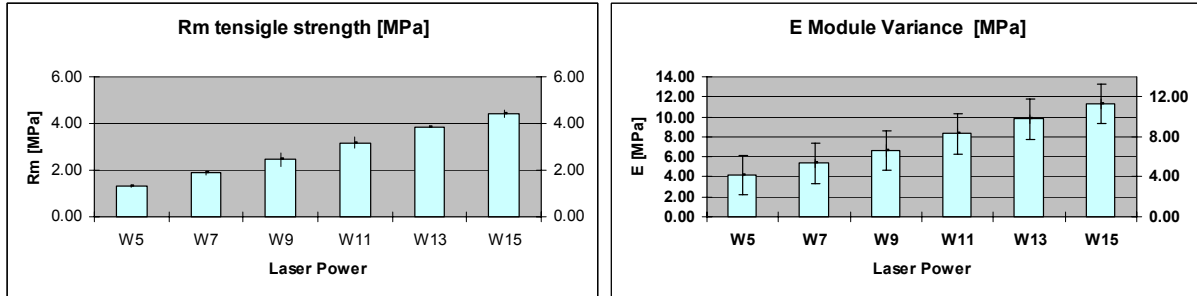 Rm tensigle strength [MPa]
6.00
4.00
2.00
0.00
Rm [MPa]
6.00
4.00
2.00
0.00
W5 W7 W9 W11 W13 W15
Laser Power
E Module Variance [MPa]
14.00
12.00
10.00
8.00
6.00
4.00
2.00
0.00
E [MPa]
12.00
8.00
4.00
0.00
W5 W7 W9 W11 W13 W15
Laser Power